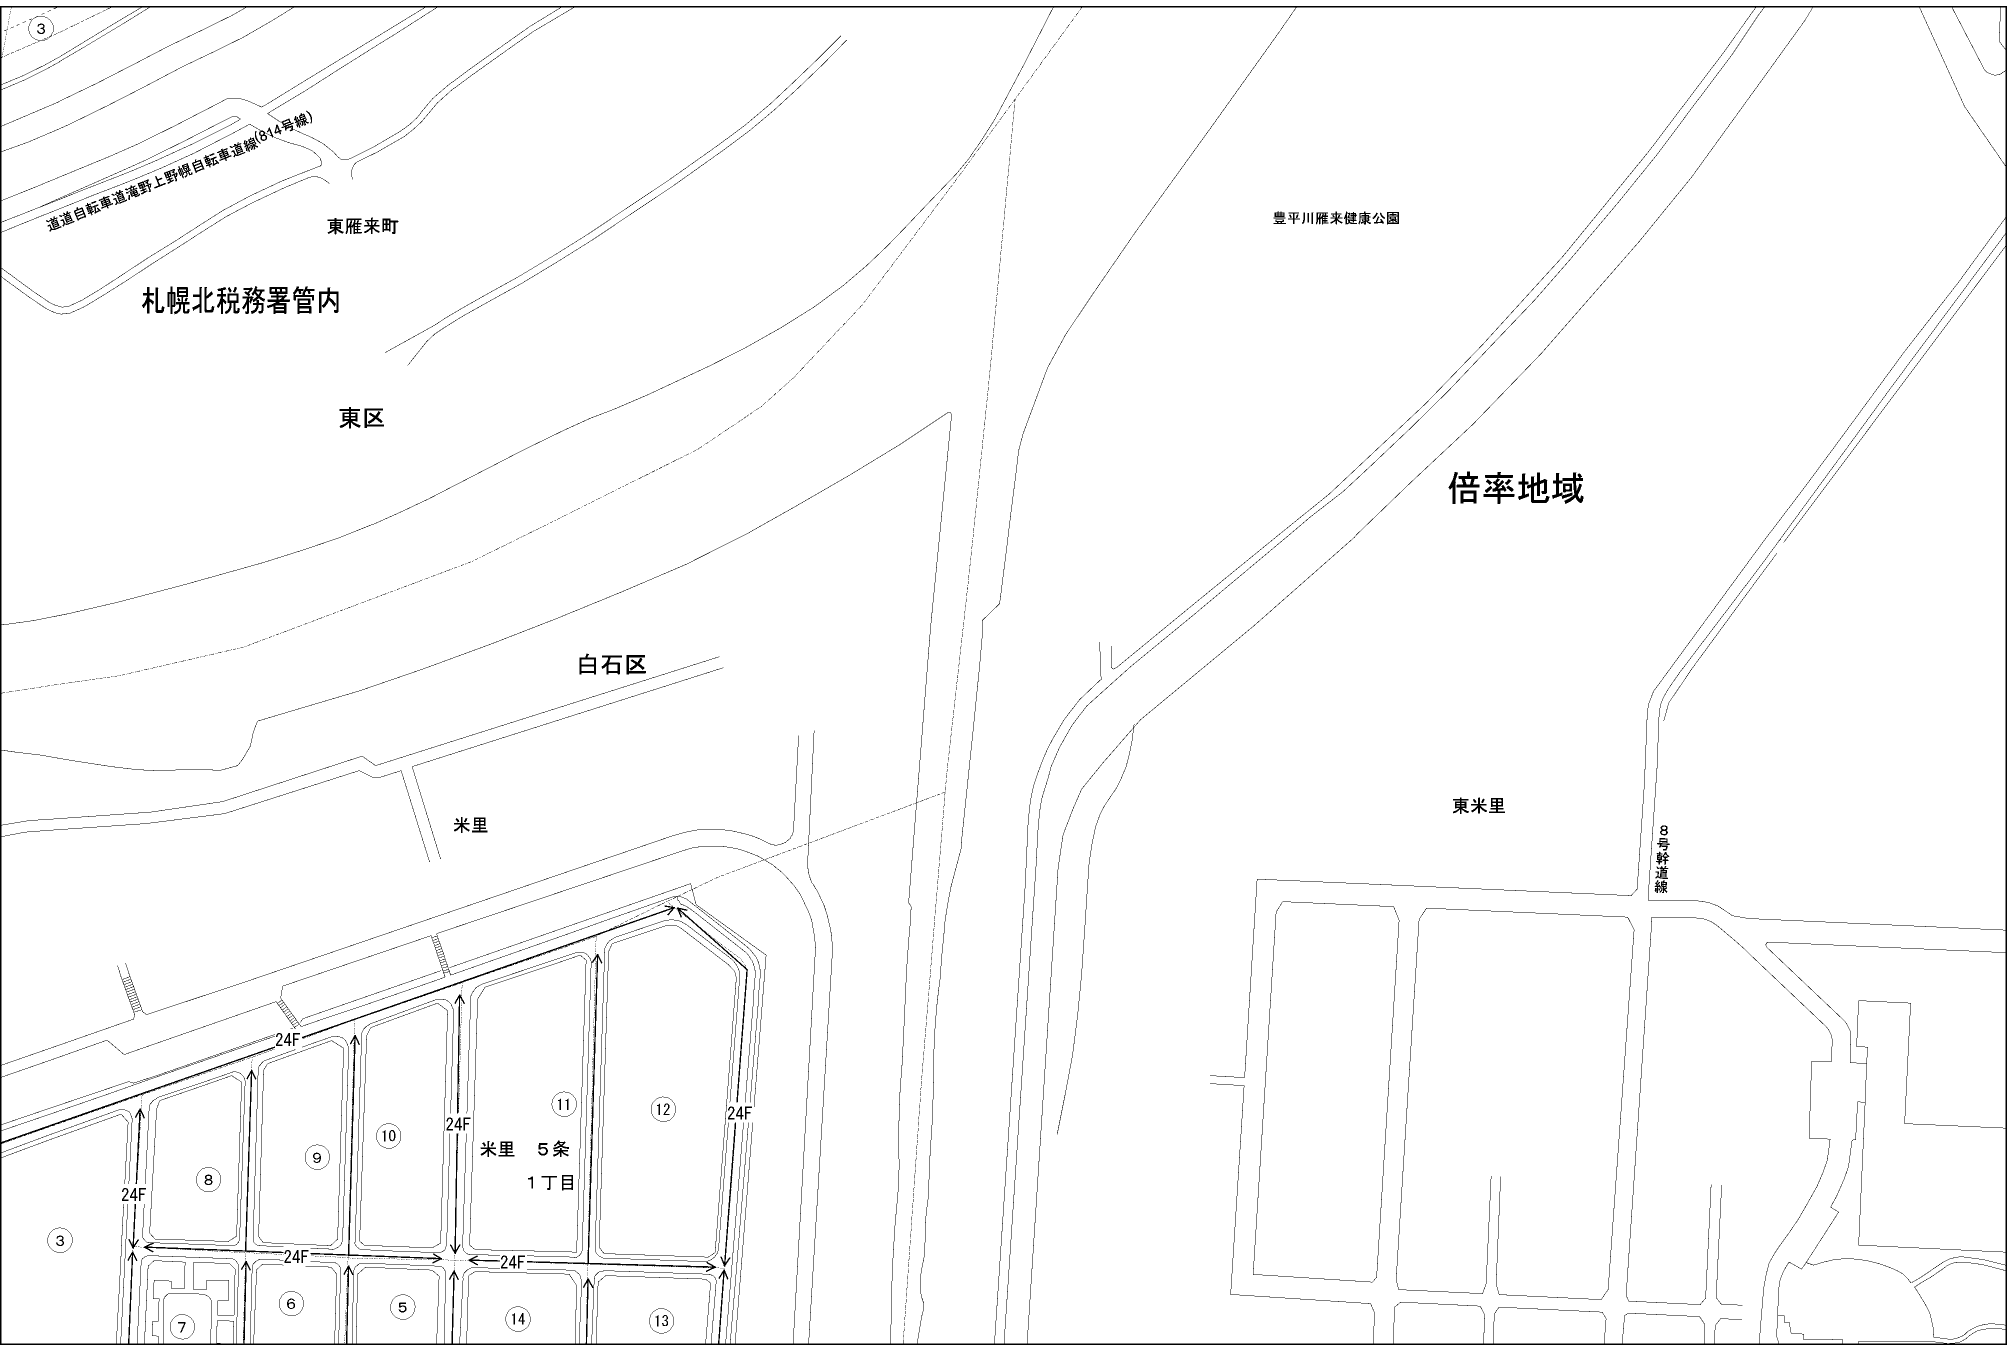 ③
道道自転車道滝野上野幌自転車道線(814号線)
東雁来町
豊平川雁来健康公園
札幌北税務署管内
東区
倍率地域
白石区
東米里
米里
8号幹道線
24F
⑪
⑫
24F
24F
⑩
米里 5条
⑨
⑧
1丁目
24F
③
24F
24F
⑥
⑤
⑭
⑬
⑦